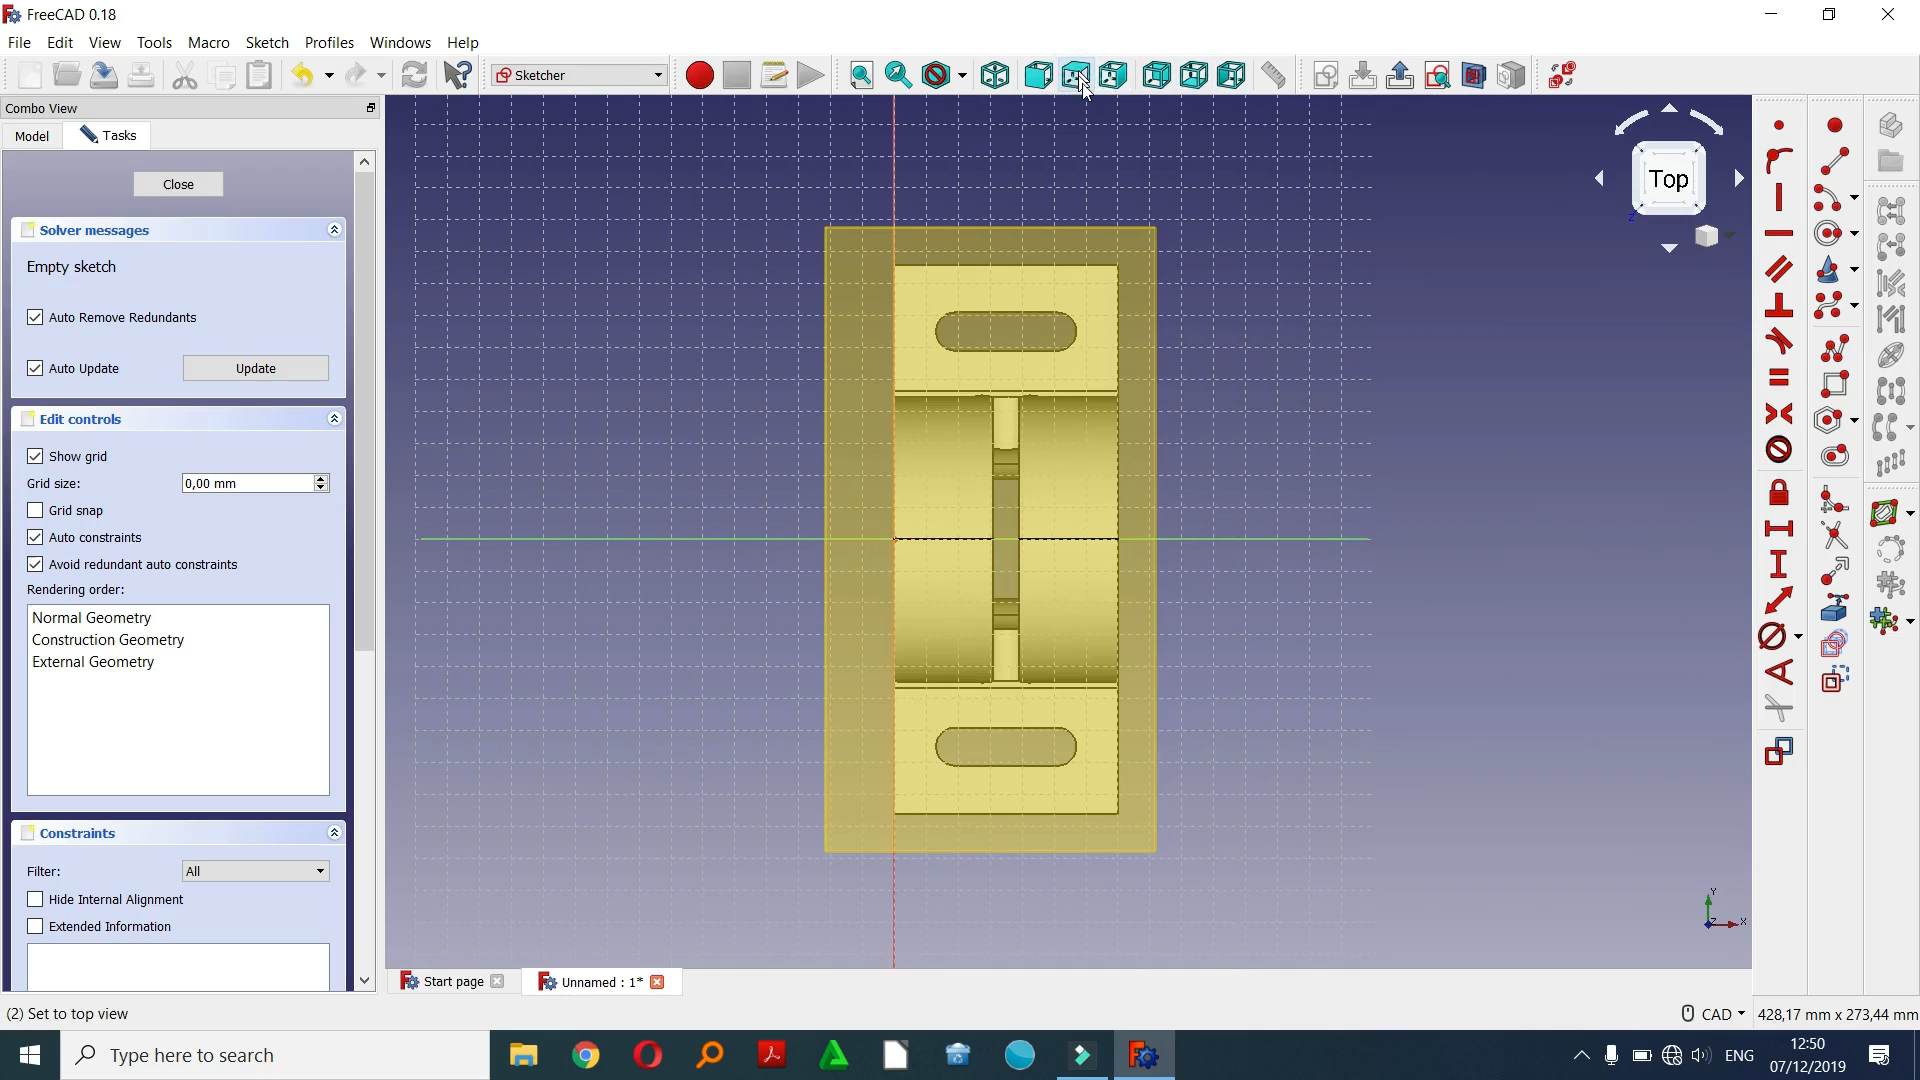 FreeCAD 0.18
File Edit View Tools Macro Sketch Profiles Windows Help
Sketcher
Combo View
Model Tasks
Close
Solver messages
Empty sketch
Auto Remove Redundants
Auto Update Update
Edit controls
Show grid
Grid size: 0,00 mm
Grid snap
Auto constraints
Avoid redundant auto constraints
Rendering order:
Normal Geometry
Construction Geometry
External Geometry
Constraints
Filter: All
Hide Internal Alignment
Extended Information
Top
Z
Y
Z X
Start page Unnamed : 1*
(2) Set to top view
CAD 428,17 mm x 273,44 mm
Type here to search
ENG
12:50
07/12/2019